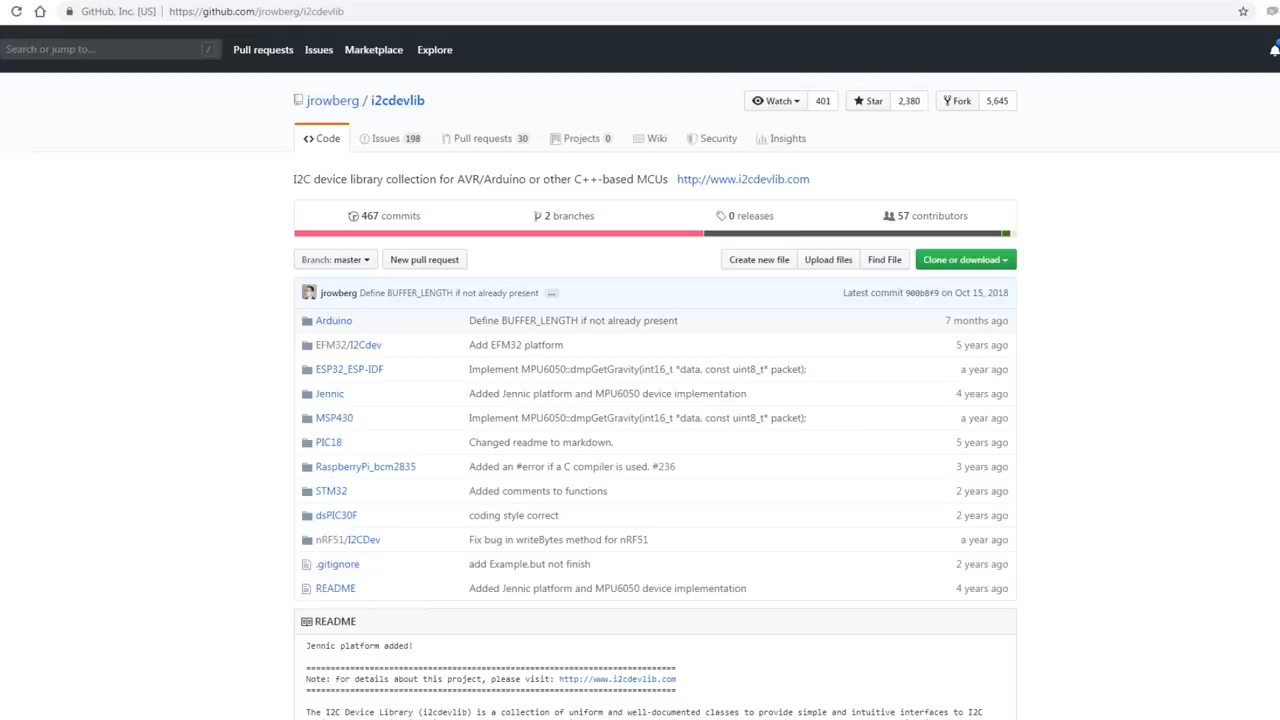 GitHub, Inc. [US] | https://github.com/jrowberg/i2cdevlib
Search or jump to... /
Pull requests Issues Marketplace Explore
jrowberg / i2cdevlib
Watch 401 Star 2,380 Fork 5,645
Code Issues 198 Pull requests 30 Projects 0 Wiki Security Insights
I2C device library collection for AVR/Arduino or other C++-based MCUs http://www.i2cdevlib.com
467 commits 2 branches 0 releases 57 contributors
Branch: master New pull request Create new file Upload files Find File Clone or download
jrowberg Define BUFFER_LENGTH if not already present ... Latest commit 900b8f9 on Oct 15, 2018
Arduino Define BUFFER_LENGTH if not already present 7 months ago
EFM32/I2Cdev Add EFM32 platform 5 years ago
ESP32_ESP-IDF Implement MPU6050::dmpGetGravity(int16_t *data, const uint8_t* packet); a year ago
Jennic Added Jennic platform and MPU6050 device implementation 4 years ago
MSP430 Implement MPU6050::dmpGetGravity(int16_t *data, const uint8_t* packet); a year ago
PIC18 Changed readme to markdown. 5 years ago
RaspberryPi_bcm2835 Added an #error if a C compiler is used. #236 3 years ago
STM32 Added comments to functions 2 years ago
dsPIC30F coding style correct 2 years ago
nRF51/I2CDev Fix bug in writeBytes method for nRF51 a year ago
.gitignore add Example.but not finish 2 years ago
README Added Jennic platform and MPU6050 device implementation 4 years ago
README
Jennic platform added!
============================================================================
Note: for details about this project, please visit: http://www.i2cdevlib.com
============================================================================
The I2C Device Library (i2cdevlib) is a collection of uniform and well-documented classes to provide simple and intuitive interfaces to I2C